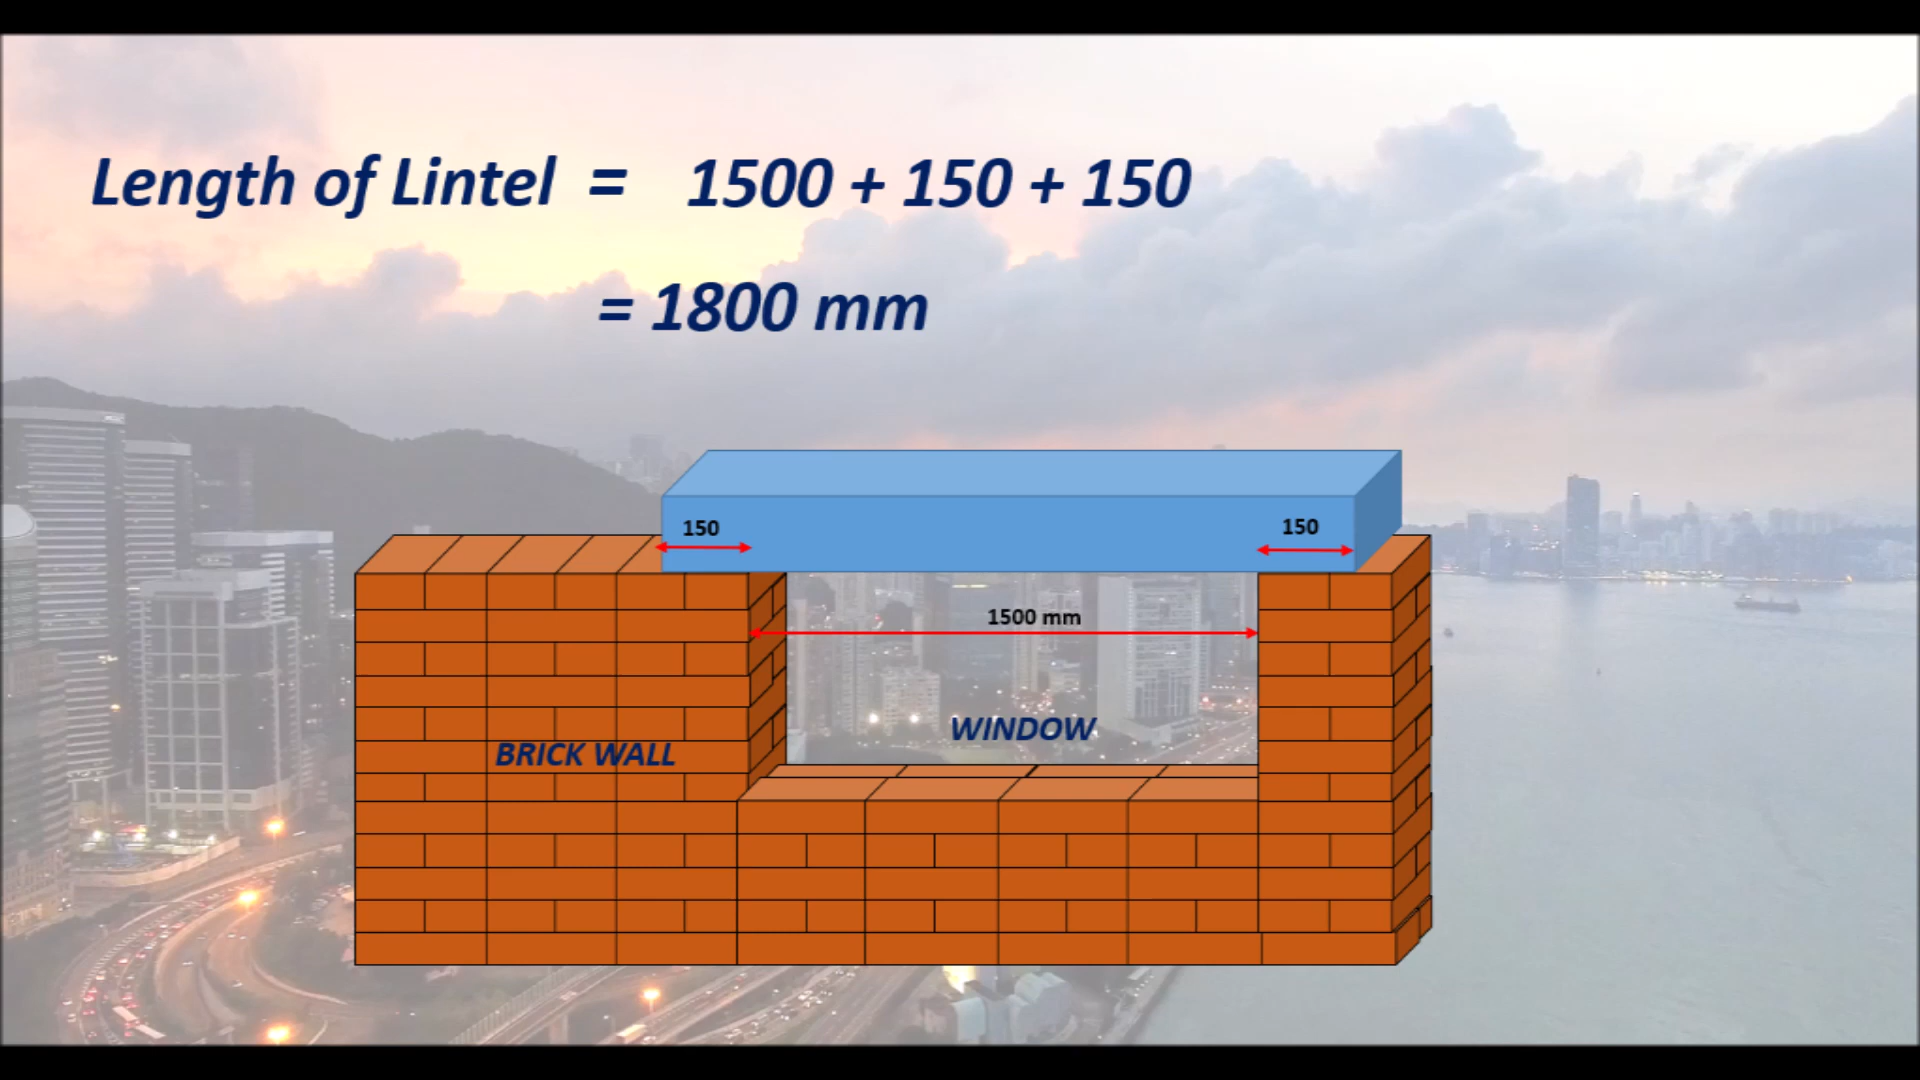 Length of Lintel = 1500 + 150 + 150
= 1800 mm
150
150
1500 mm
WINDOW
BRICK WALL